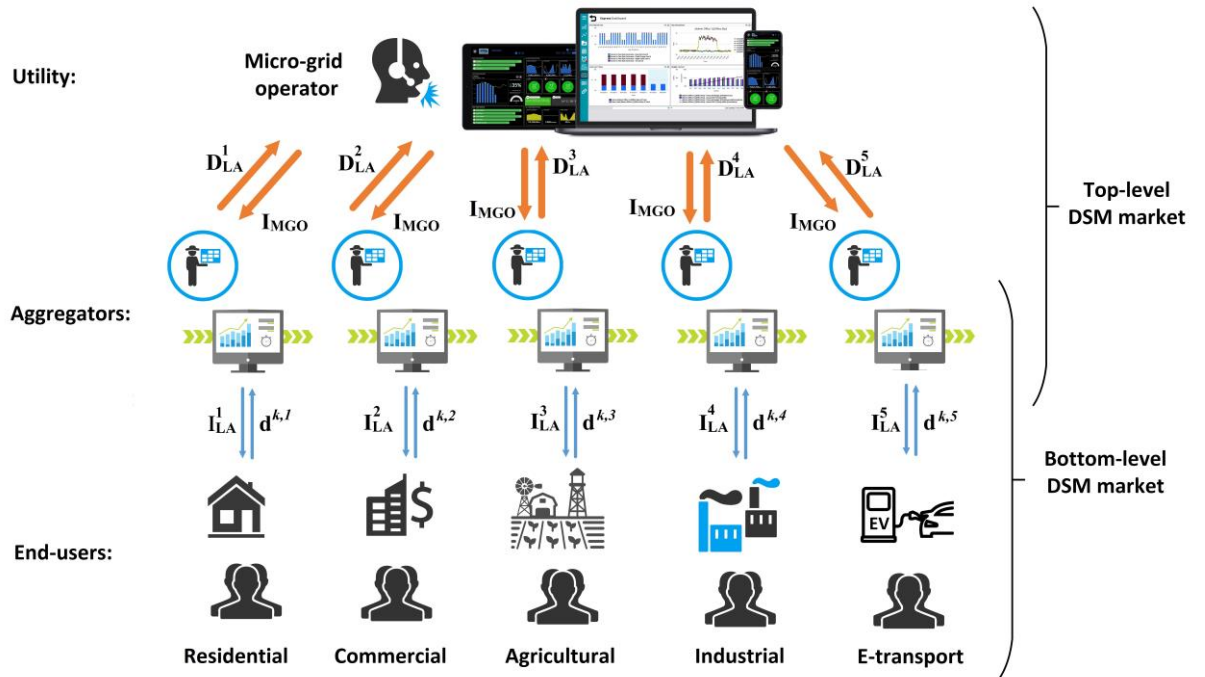 Utility:
Micro-grid
operator
D¹LA
D²LA
D³LA
D⁴LA
D⁵LA
IMGO
IMGO
IMGO
IMGO
IMGO
Top-level
DSM market
Aggregators:
I¹LA
dᵏ,¹
I²LA
dᵏ,²
I³LA
dᵏ,³
I⁴LA
dᵏ,⁴
I⁵LA
dᵏ,⁵
Bottom-level
DSM market
$
EV
End-users:
Residential
Commercial
Agricultural
Industrial
E-transport